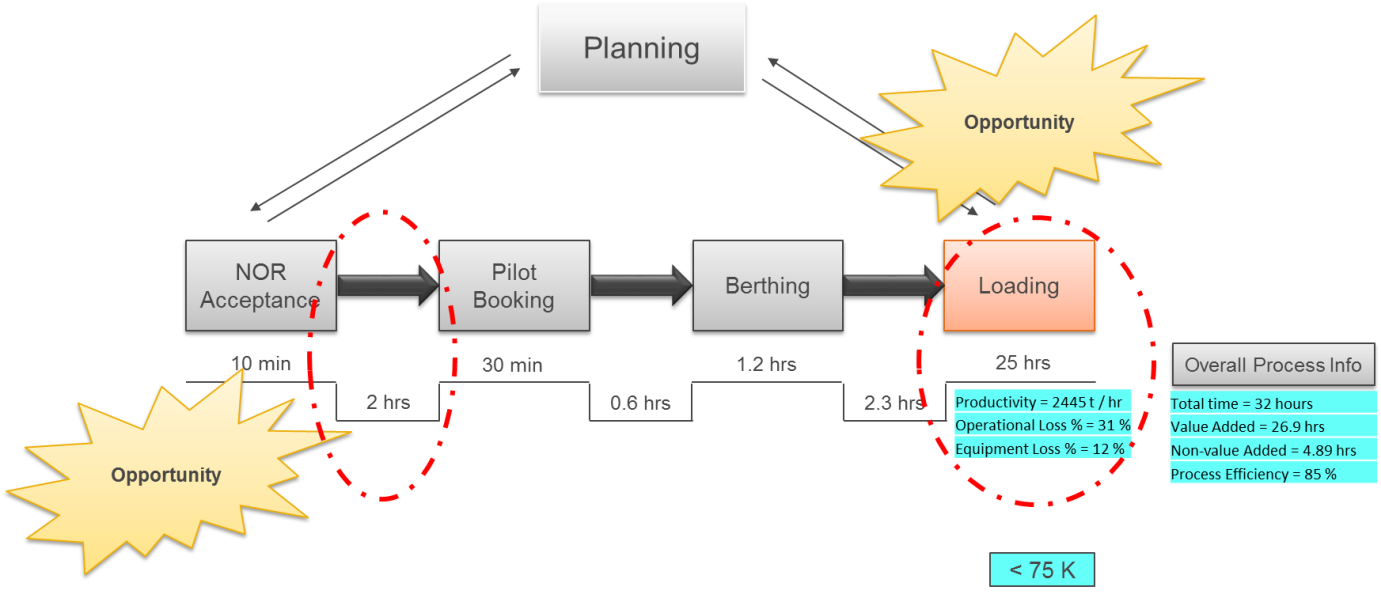 Planning
Opportunity
NOR
Acceptance
Pilot
Booking
Berthing
Loading
10 min
30 min
1.2 hrs
25 hrs
2 hrs
0.6 hrs
2.3 hrs
Productivity = 2445 t / hr
Operational Loss % = 31 %
Equipment Loss % = 12 %
Overall Process Info
Total time = 32 hours
Value Added = 26.9 hrs
Non-value Added = 4.89 hrs
Process Efficiency = 85 %
Opportunity
< 75 K